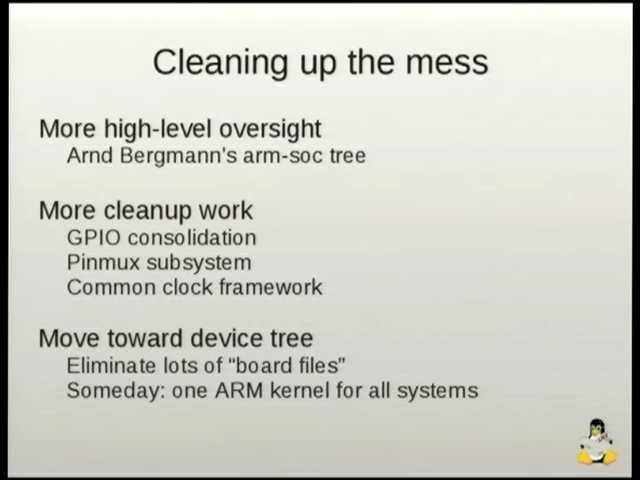 Cleaning up the mess
More high-level oversight
Arnd Bergmann's arm-soc tree
More cleanup work
GPIO consolidation
Pinmux subsystem
Common clock framework
Move toward device tree
Eliminate lots of “board files”
Someday: one ARM kernel for all systems